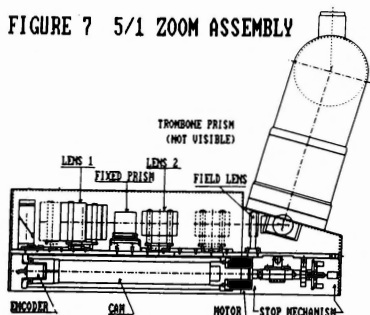 FIGURE 7 5/1 ZOOM ASSEMBLY
TROMBONE PRISM
(NOT VISIBLE)
LENS 1
FIXED PRISM
LENS 2
FIELD LENS
ENCODER
CAM
MOTOR
STOP MECHANISM